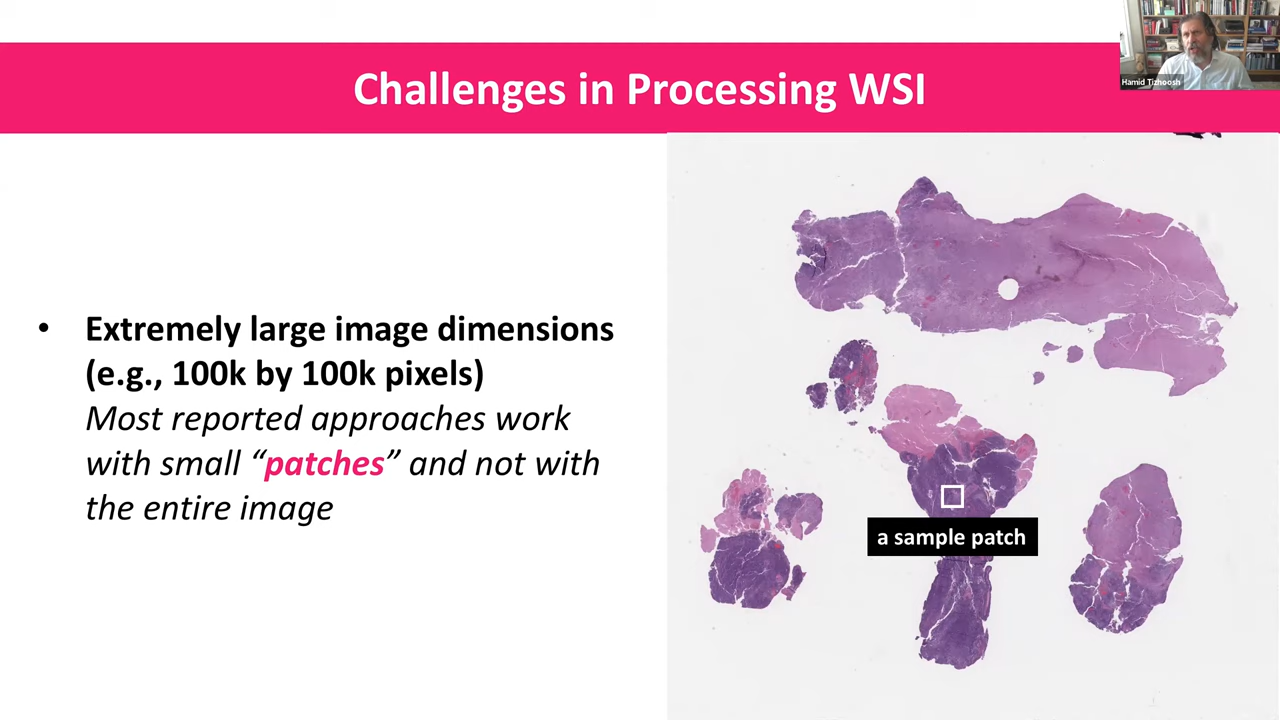 Challenges in Processing WSI
Hamid Tizhoosh
• Extremely large image dimensions
(e.g., 100k by 100k pixels)
Most reported approaches work
with small “patches” and not with
the entire image
a sample patch